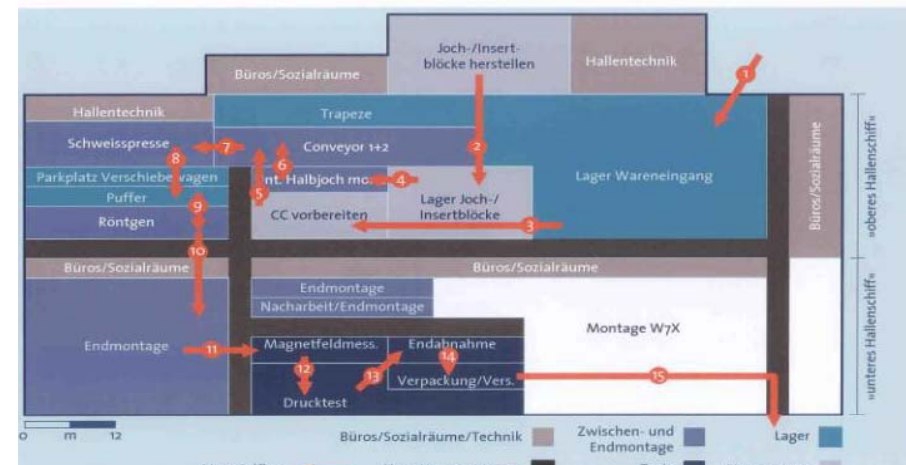 Joch-/Insert-
blöcke herstellen
Hallentechnik
Büros/Sozialräume
1
Hallentechnik
Trapeze
Schweisspresse
7
Conveyor 1+2
2
8
6
Parkplatz Verschiebewagen
5
nt. Halbjoch mo
4
Lager Wareneingang
Puffer
CC vorbereiten
Lager Joch-/
Insertblöcke
9
Röntgen
3
10
Büros/Sozialräume
»oberes Hallenschiff«
Büros/Sozialräume
Büros/Sozialräume
Endmontage
Nacharbeit/Endmontage
Montage W7X
Endmontage
11
Magnetfeldmess.
Endabnahme
12
13
14
Verpackung/Vers.
15
Drucktest
»unteres Hallenschiff«
0 m 12
Büros/Sozialräume/Technik
Zwischen- und
Endmontage
Lager